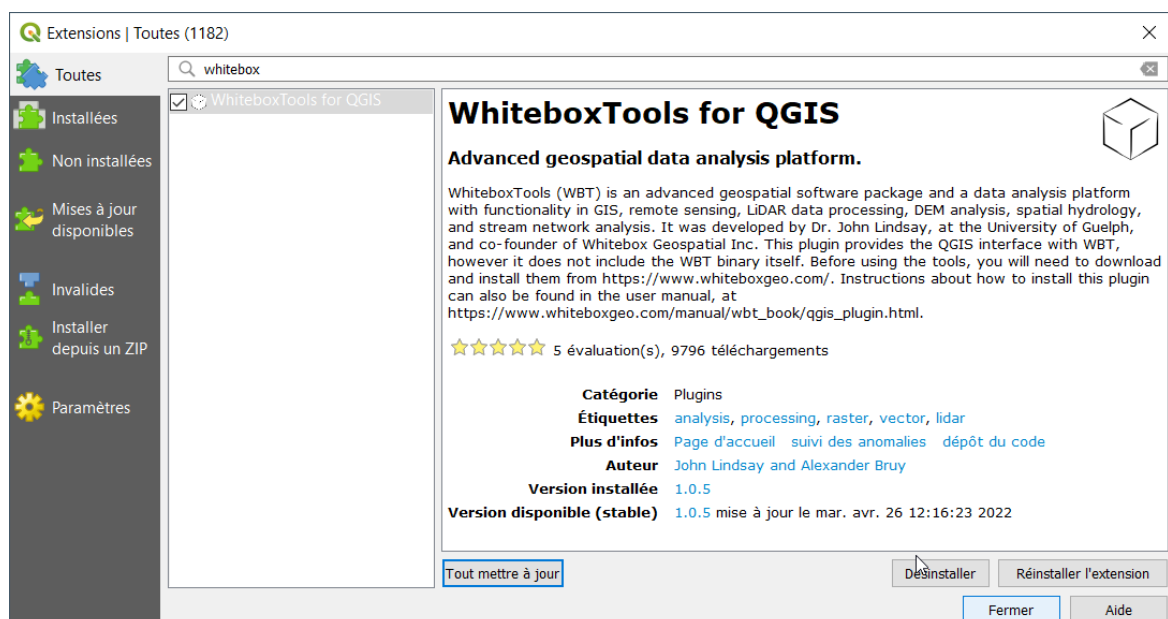 Extensions | Toutes (1182)
whitebox
Toutes
Installées
Non installées
Mises à jour
disponibles
Invalides
Installer
depuis un ZIP
Paramètres
WhiteboxTools for QGIS
WhiteboxTools for QGIS
Advanced geospatial data analysis platform.
WhiteboxTools (WBT) is an advanced geospatial software package and a data analysis platform
with functionality in GIS, remote sensing, LiDAR data processing, DEM analysis, spatial hydrology,
and stream network analysis. It was developed by Dr. John Lindsay, at the University of Guelph,
and co-founder of Whitebox Geospatial Inc. This plugin provides the QGIS interface with WBT,
however it does not include the WBT binary itself. Before using the tools, you will need to download
and install them from https://www.whiteboxgeo.com/. Instructions about how to install this plugin
can also be found in the user manual, at
https://www.whiteboxgeo.com/manual/wbt_book/qgis_plugin.html.
5 évaluation(s), 9796 téléchargements
Catégorie Plugins
Étiquettes analysis, processing, raster, vector, lidar
Plus d'infos Page d'accueil suivi des anomalies dépôt du code
Auteur John Lindsay and Alexander Bruy
Version installée 1.0.5
Version disponible (stable) 1.0.5 mise à jour le mar. avr. 26 12:16:23 2022
Tout mettre à jour
Désinstaller
Réinstaller l'extension
Fermer
Aide